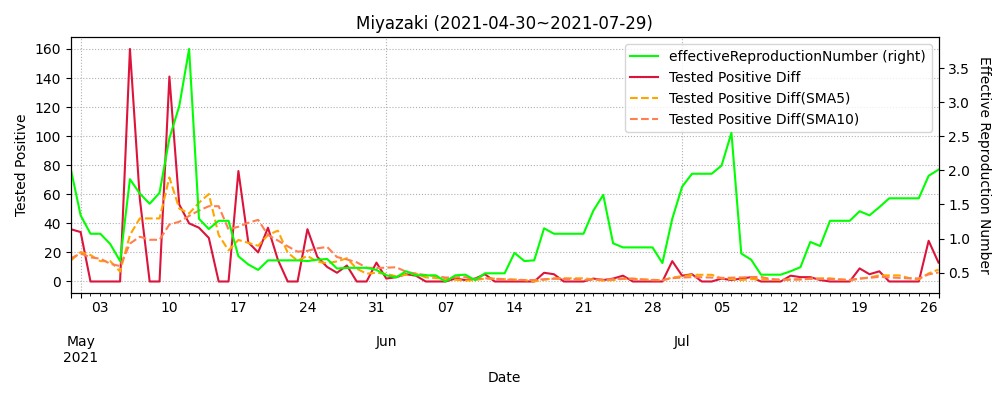 Miyazaki (2021-04-30~2021-07-29)
effectiveReproductionNumber (right)
Tested Positive Diff
Tested Positive Diff(SMA5)
Tested Positive Diff(SMA10)
Tested Positive
160
140
120
100
80
60
40
20
0
3.5
3.0
2.5
2.0
1.5
1.0
0.5
Effective Reproduction Number
03 10 17 24 31 07 14 21 28 05 12 19 26
May Jun Jul
2021
Date